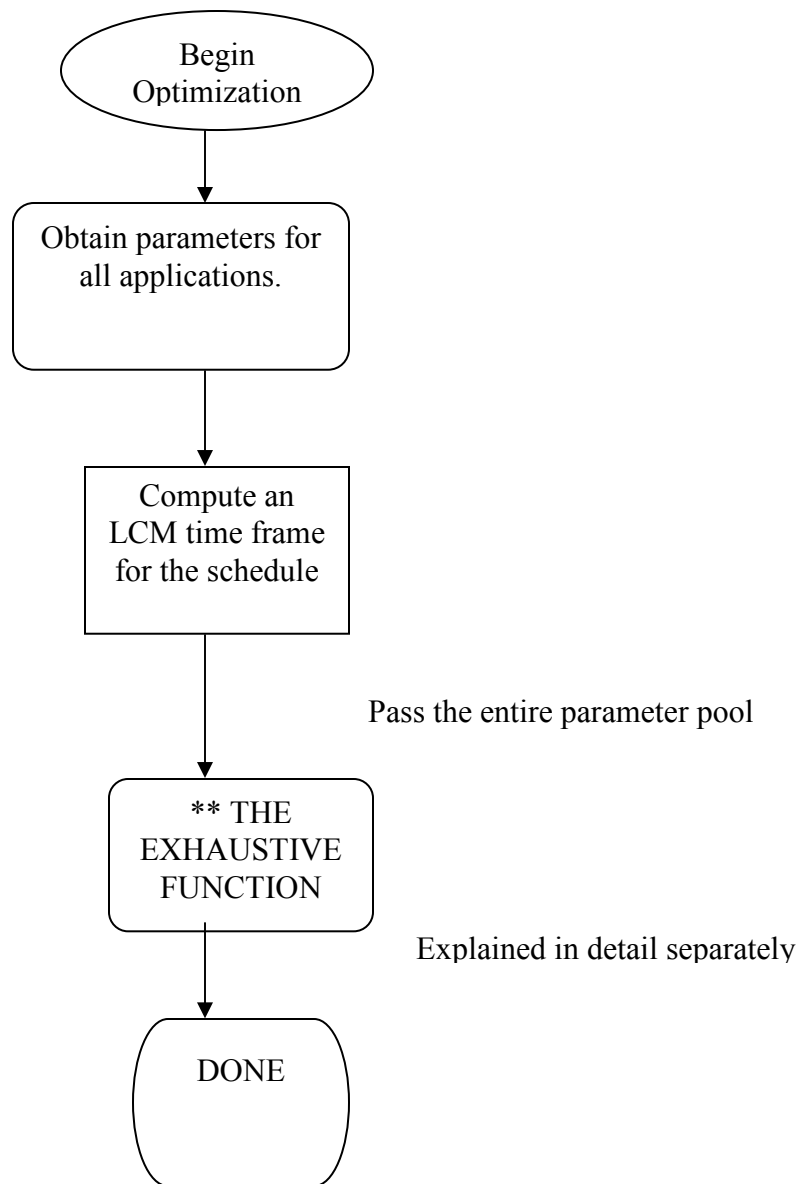 Begin
Optimization
Obtain parameters for
all applications.
Compute an
LCM time frame
for the schedule
Pass the entire parameter pool
** THE
EXHAUSTIVE
FUNCTION
Explained in detail separately
DONE